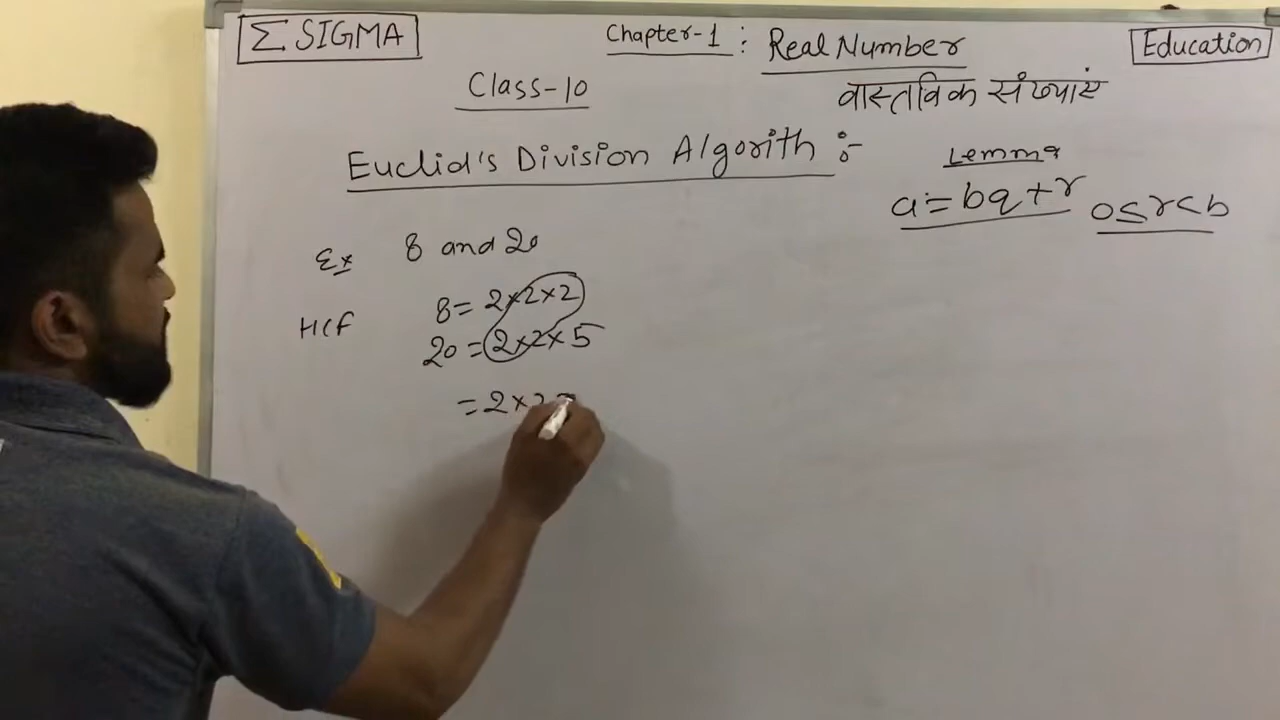 Σ SIGMA
Chapter-1 : Real Number
Education
Class-10
वास्तविक संख्याएं
Euclid's Division Algorith :-
Lemma
a = bq + r 0 ≤ r < b
Ex 8 and 20
HCF 8 = 2×2×2
20 = 2×2×5
= 2×2